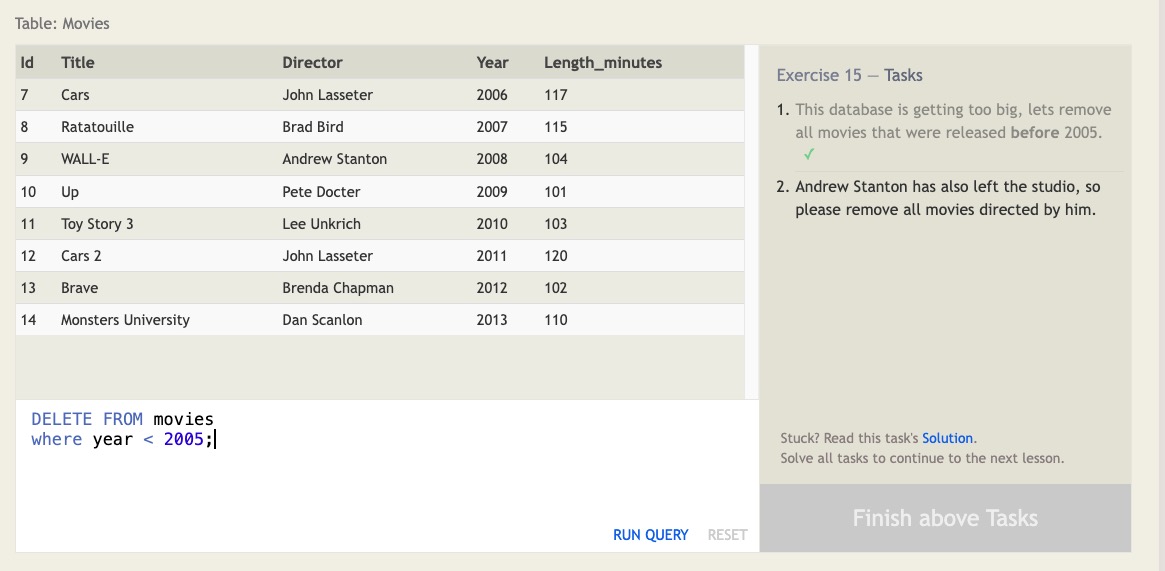 Table: Movies
Id Title Director Year Length_minutes
7 Cars John Lasseter 2006 117
8 Ratatouille Brad Bird 2007 115
9 WALL-E Andrew Stanton 2008 104
10 Up Pete Docter 2009 101
11 Toy Story 3 Lee Unkrich 2010 103
12 Cars 2 John Lasseter 2011 120
13 Brave Brenda Chapman 2012 102
14 Monsters University Dan Scanlon 2013 110
DELETE FROM movies
where year < 2005;
RUN QUERY RESET
Exercise 15 — Tasks
1. This database is getting too big, lets remove
all movies that were released before 2005.
✓
2. Andrew Stanton has also left the studio, so
please remove all movies directed by him.
Stuck? Read this task's Solution.
Solve all tasks to continue to the next lesson.
Finish above Tasks